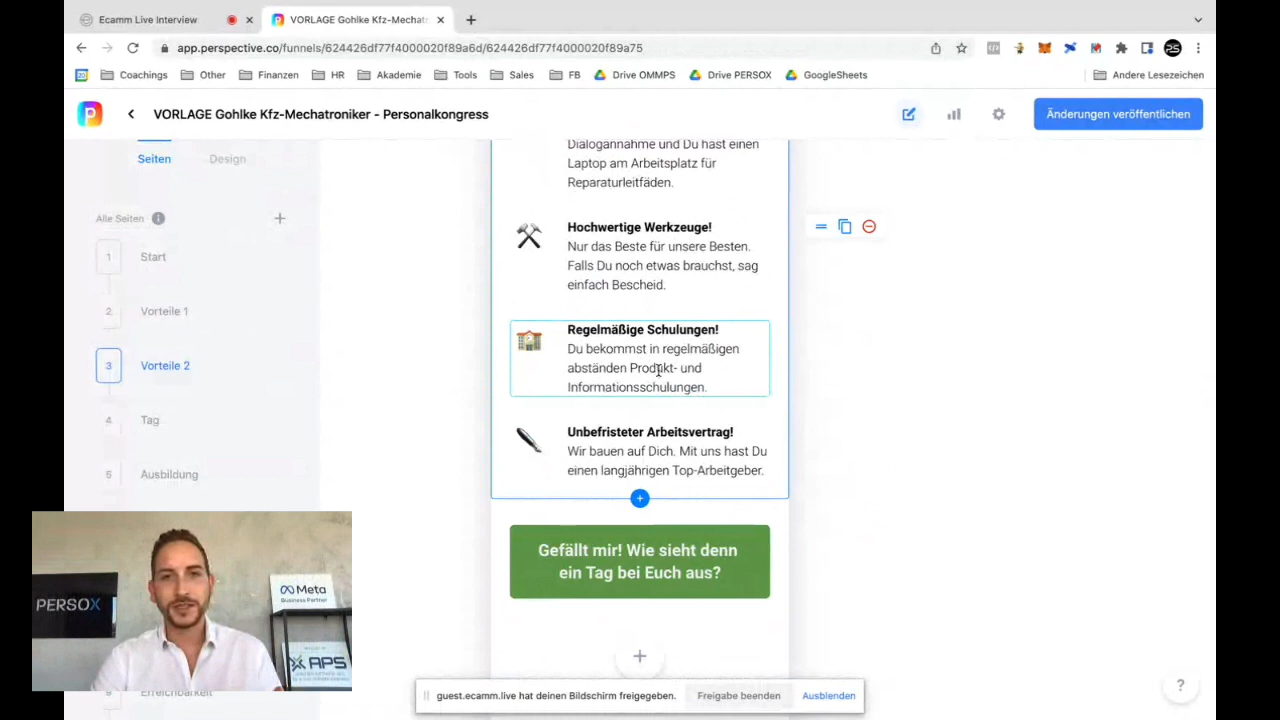 Ecamm Live Interview
VORLAGE Gohlke Kfz-Mechatr
app.perspective.co/funnels/624426df77f4000020f89a6d/624426df77f4000020f89a75
Coachings
Other
Finanzen
HR
Akademie
Tools
Sales
FB
Drive OMMPS
Drive PERSOX
GoogleSheets
Andere Lesezeichen
VORLAGE Gohlke Kfz-Mechatroniker - Personalkongress
Änderungen veröffentlichen
Seiten
Design
Alle Seiten
1 Start
2 Vorteile 1
3 Vorteile 2
4 Tag
5 Ausbildung
Erreichbarkeit
Dialogannahme und Du hast einen
Laptop am Arbeitsplatz für
Reparaturleitfäden.
Hochwertige Werkzeuge!
Nur das Beste für unsere Besten.
Falls Du noch etwas brauchst, sag
einfach Bescheid.
Regelmäßige Schulungen!
Du bekommst in regelmäßigen
abständen Produkt- und
Informationsschulungen.
Unbefristeter Arbeitsvertrag!
Wir bauen auf Dich. Mit uns hast Du
einen langjährigen Top-Arbeitgeber.
Gefällt mir! Wie sieht denn
ein Tag bei Euch aus?
guest.ecamm.live hat deinen Bildschirm freigegeben.
Freigabe beenden
Ausblenden
?
PERSOX
Meta
Business Partner
APS